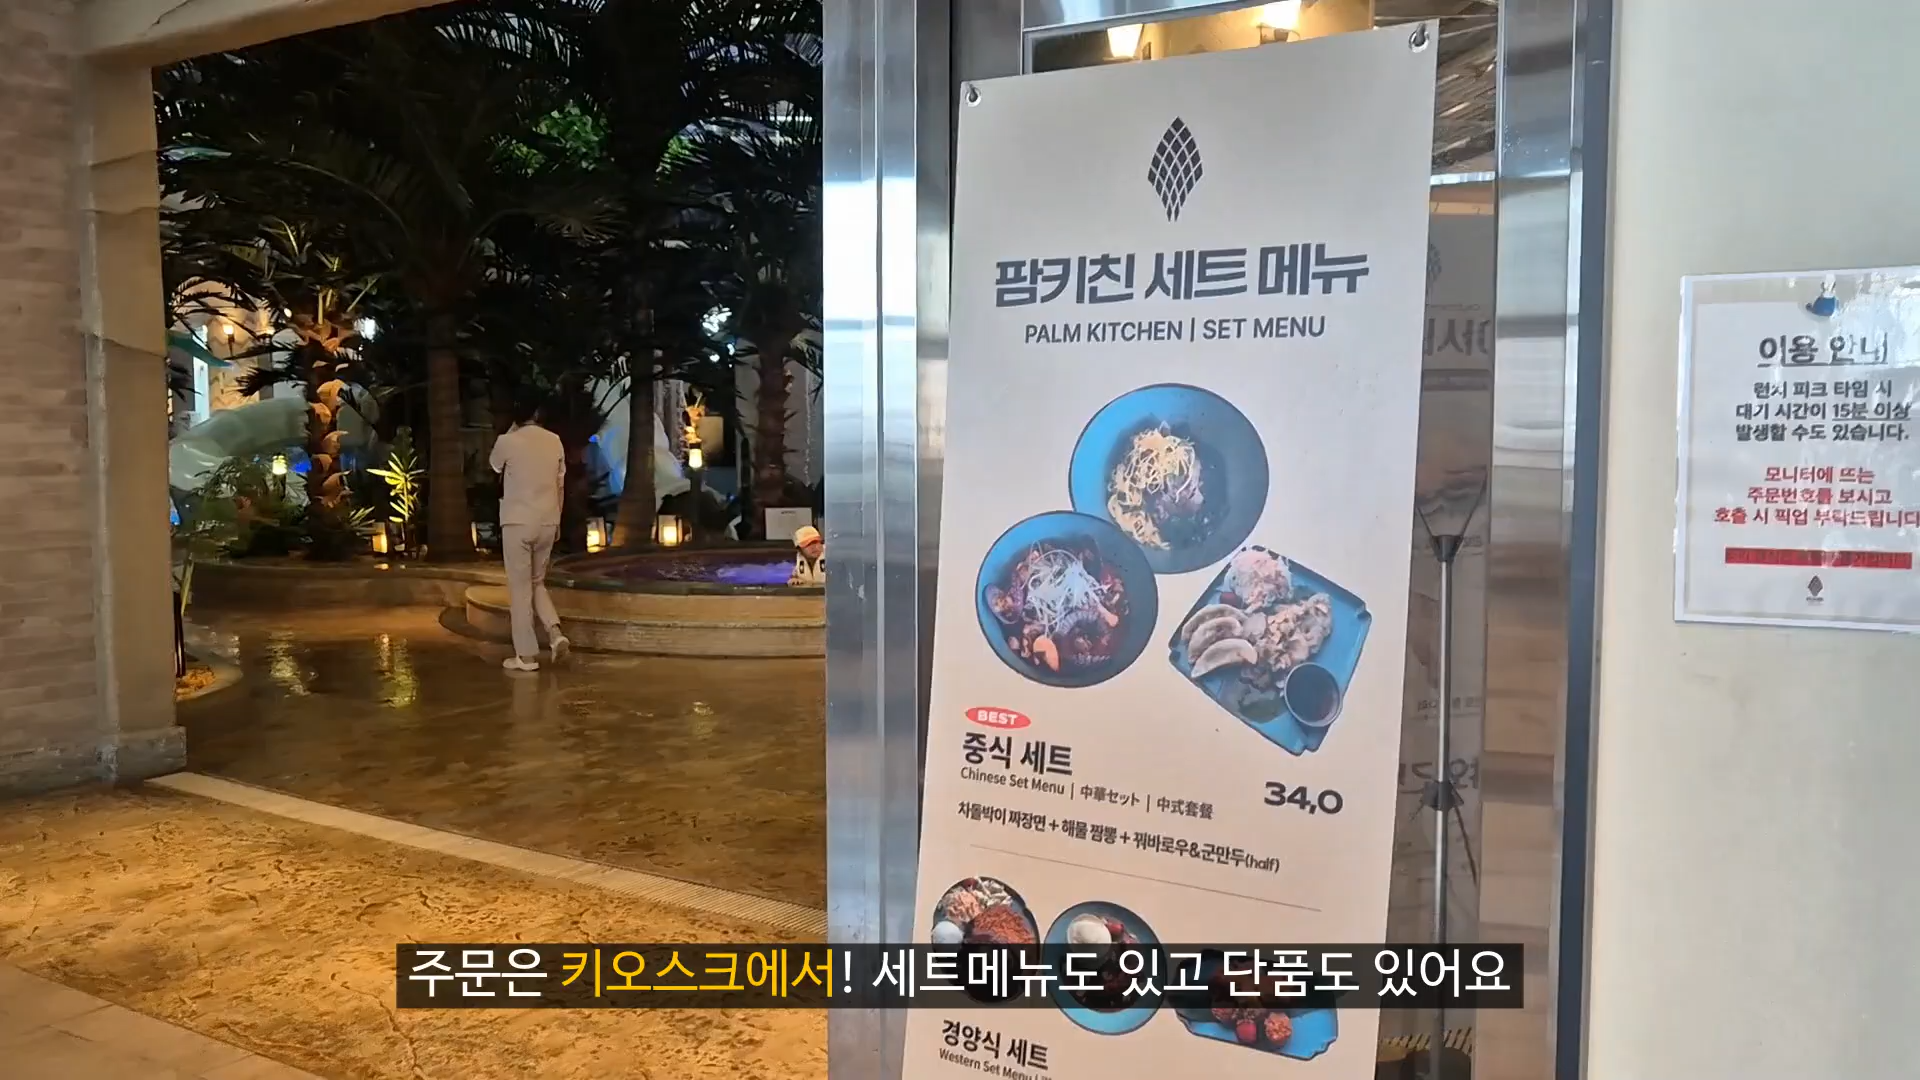 팜키친 세트 메뉴
PALM KITCHEN | SET MENU
BEST
중식 세트
Chinese Set Menu | 中華セット | 中式套餐
34,0
차돌박이 짜장면 + 해물 짬뽕 + 꿔바로우&군만두(half)
경양식 세트
Western Set Menu
이용 안내
런치 피크 타임 시
대기 시간이 15분 이상
발생할 수도 있습니다.
모니터에 뜨는
주문번호를 보시고
호출 시 픽업 부탁드립니다
주문은 키오스크에서! 세트메뉴도 있고 단품도 있어요